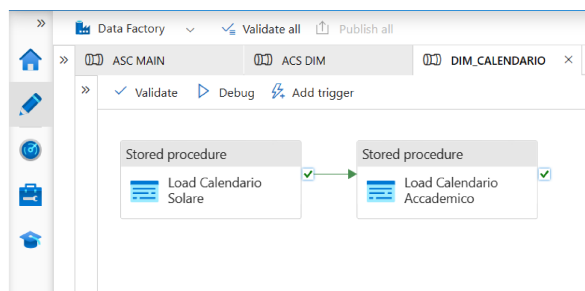 » Data Factory Validate all Publish all
» ASC MAIN ACS DIM DIM_CALENDARIO ×
» Validate Debug Add trigger
Stored procedure Stored procedure
Load Calendario Load Calendario
Solare Accademico